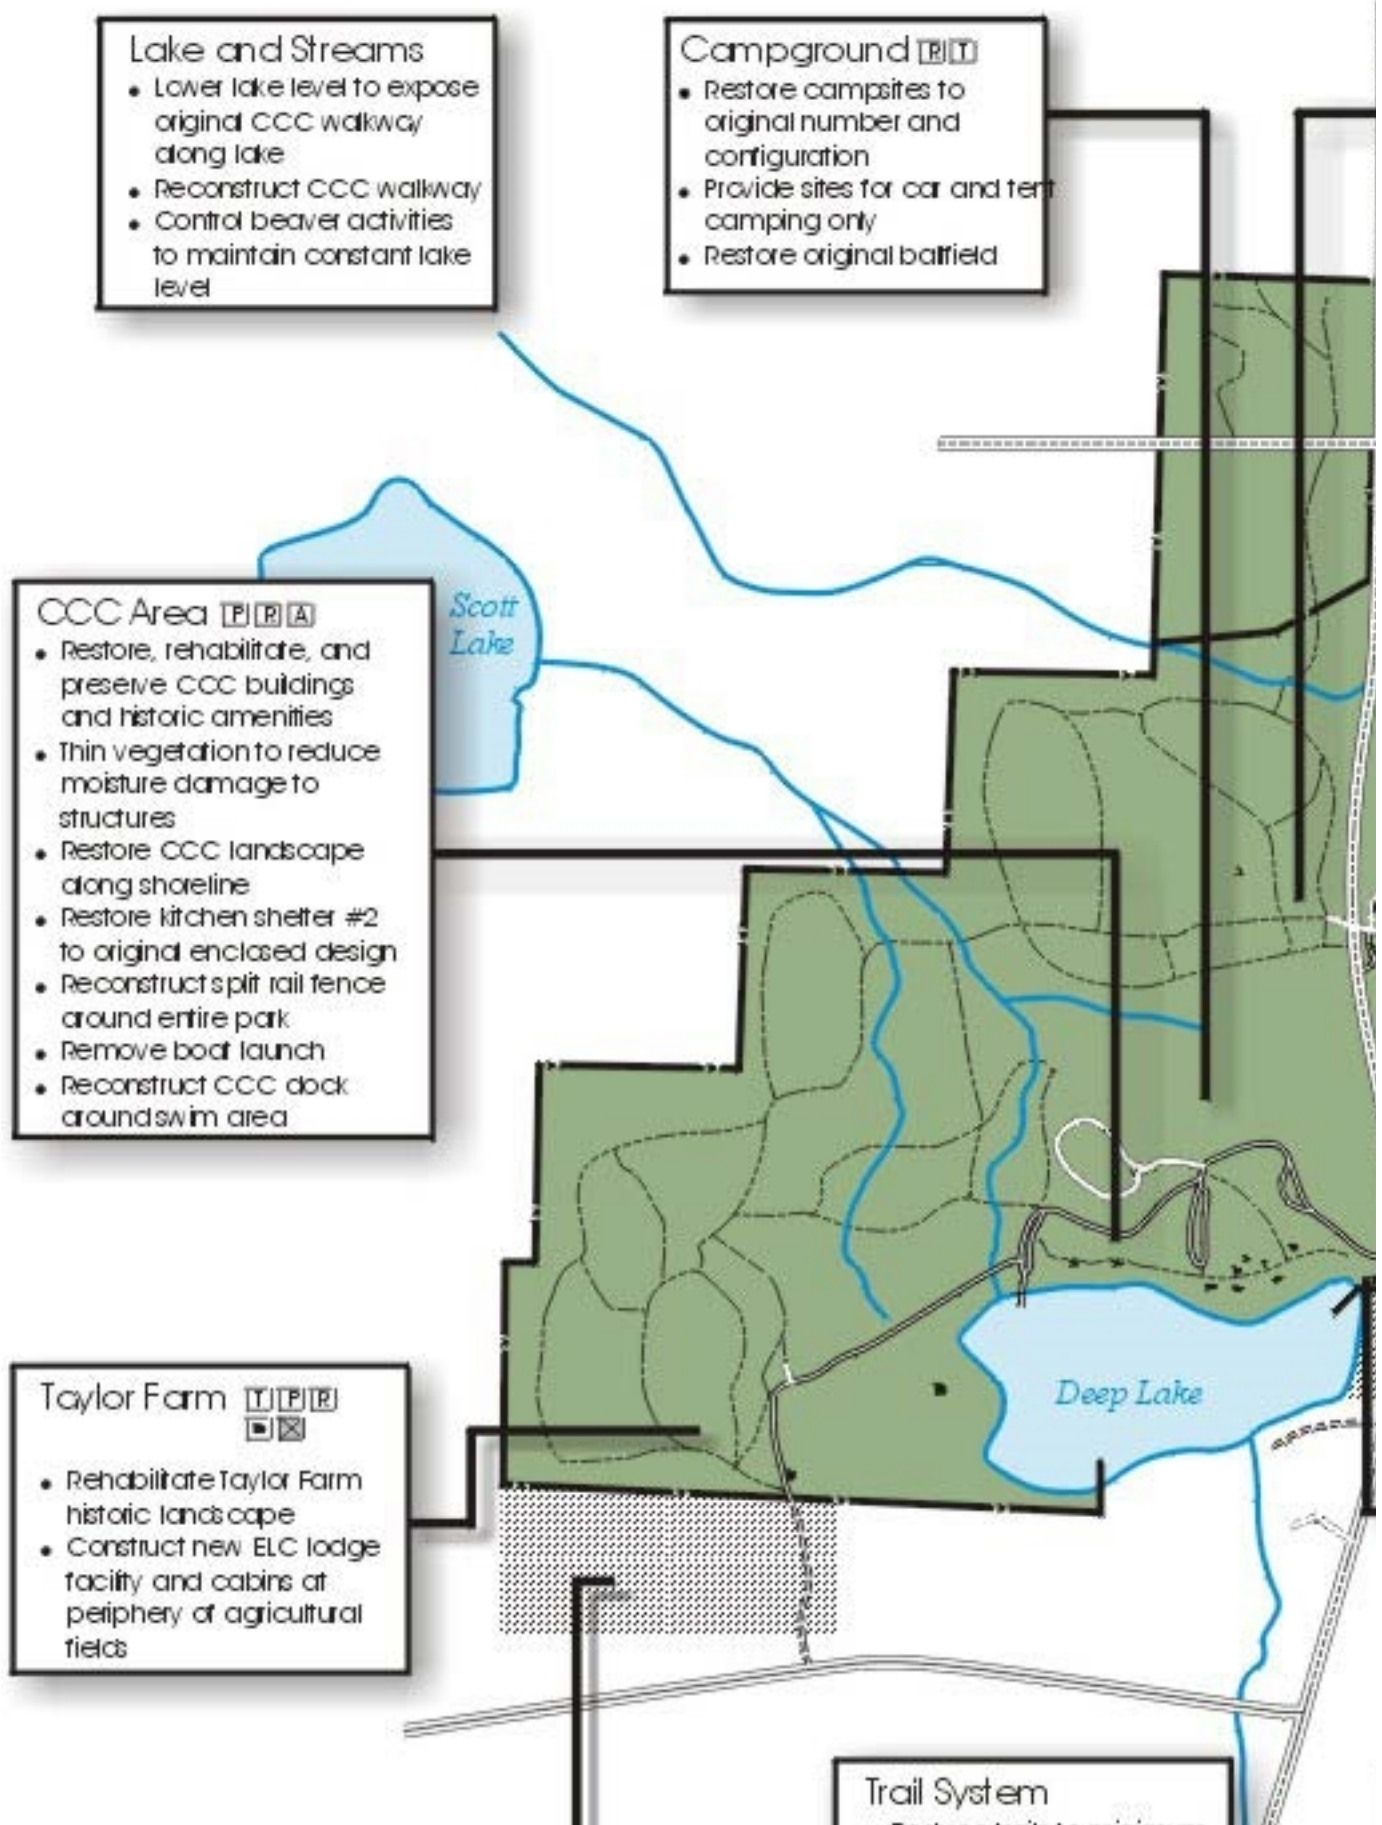 Lake and Streams
• Lower lake level to expose
original CCC walkway
along lake
• Reconstruct CCC walkway
• Control beaver activities
to maintain constant lake
level
Campground R T
• Restore campsites to
original number and
configuration
• Provide sites for car and tent
camping only
• Restore original ballfield
Scott
Lake
CCC Area P R A
• Restore, rehabilitate, and
preserve CCC buildings
and historic amenities
• Thin vegetation to reduce
moisture damage to
structures
• Restore CCC landscape
along shoreline
• Restore kitchen shelter #2
to original enclosed design
• Reconstruct split rail fence
around entire park
• Remove boat launch
• Reconstruct CCC dock
around swim area
Deep Lake
Taylor Farm T P R
• Rehabilitate Taylor Farm
historic landscape
• Construct new ELC lodge
facility and cabins at
periphery of agricultural
fields
Trail System